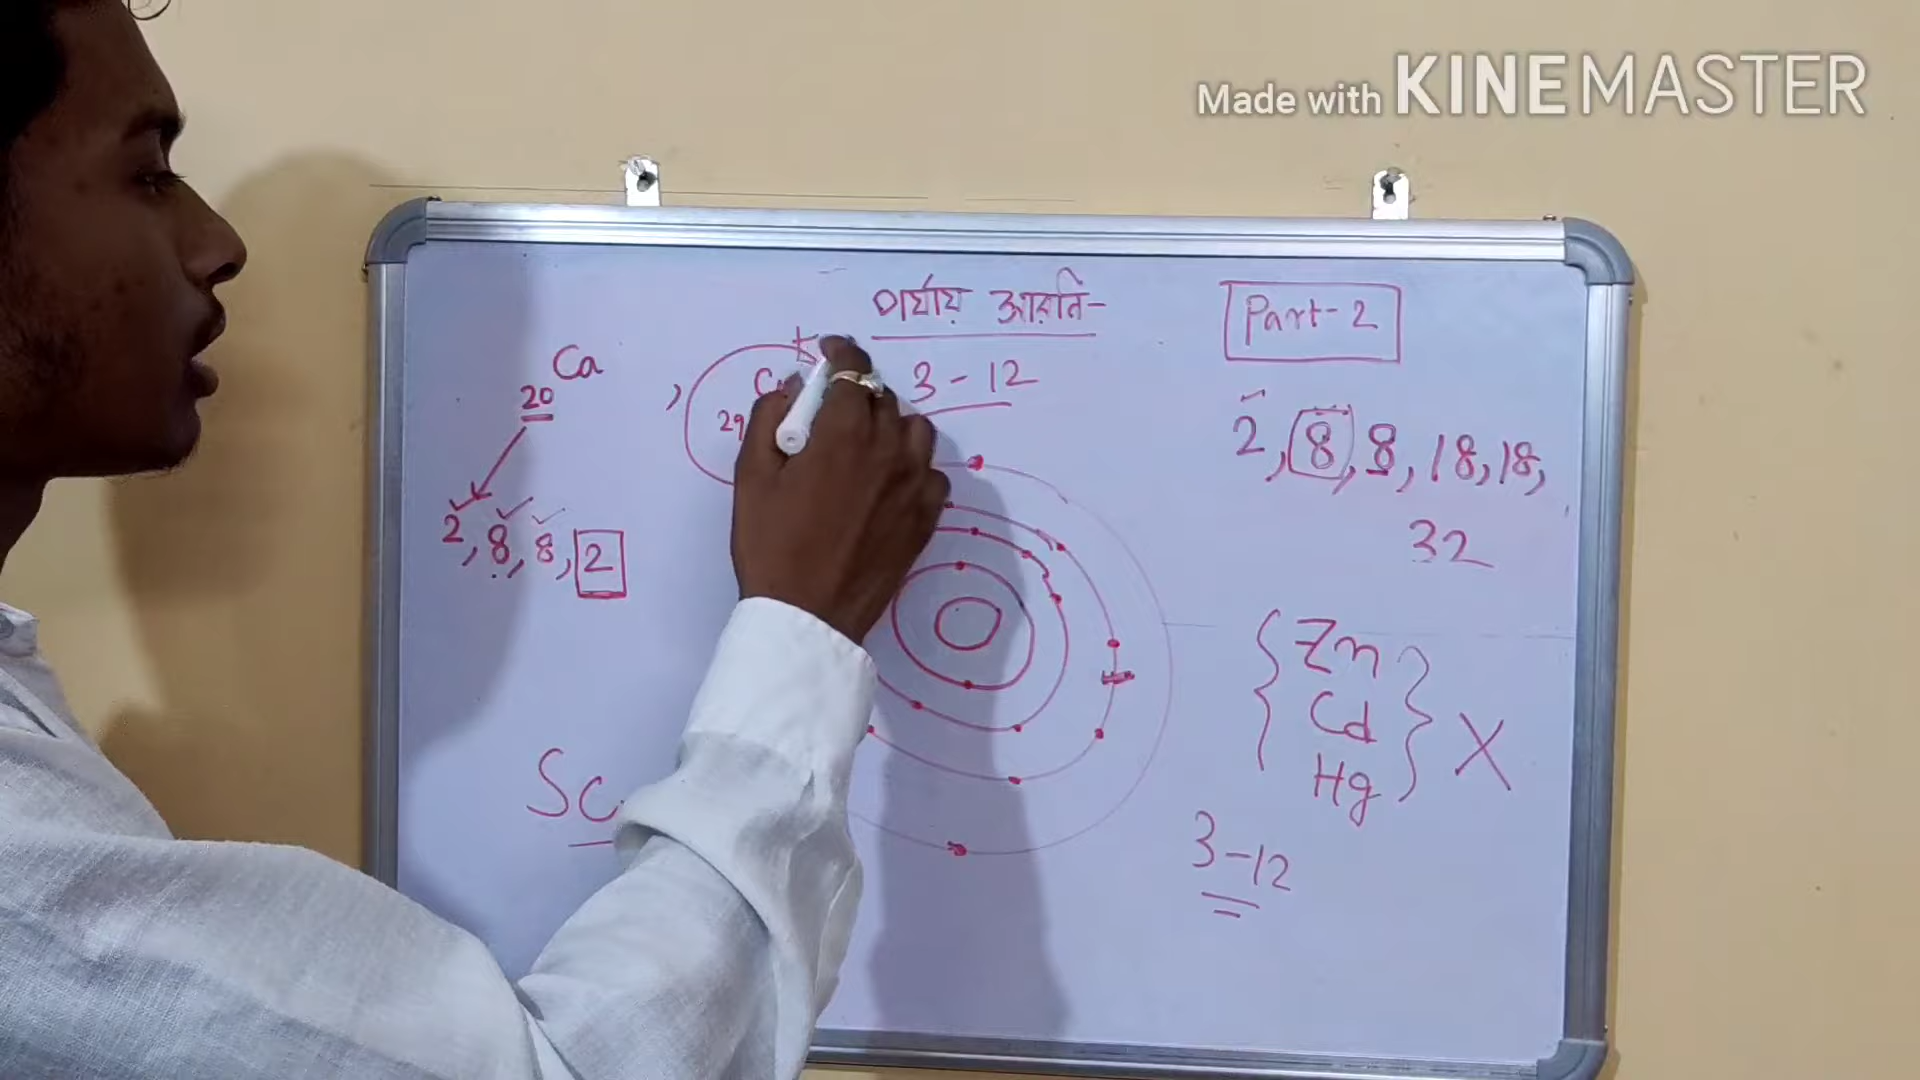 Made with KINEMASTER
পর্যায় সারণি-
Part-2
3-12
20 Ca
29
2, 8, 8, 18, 18,
32
2, 8, 8, 2
Zn
Cd
Hg
X
Sc
3-12